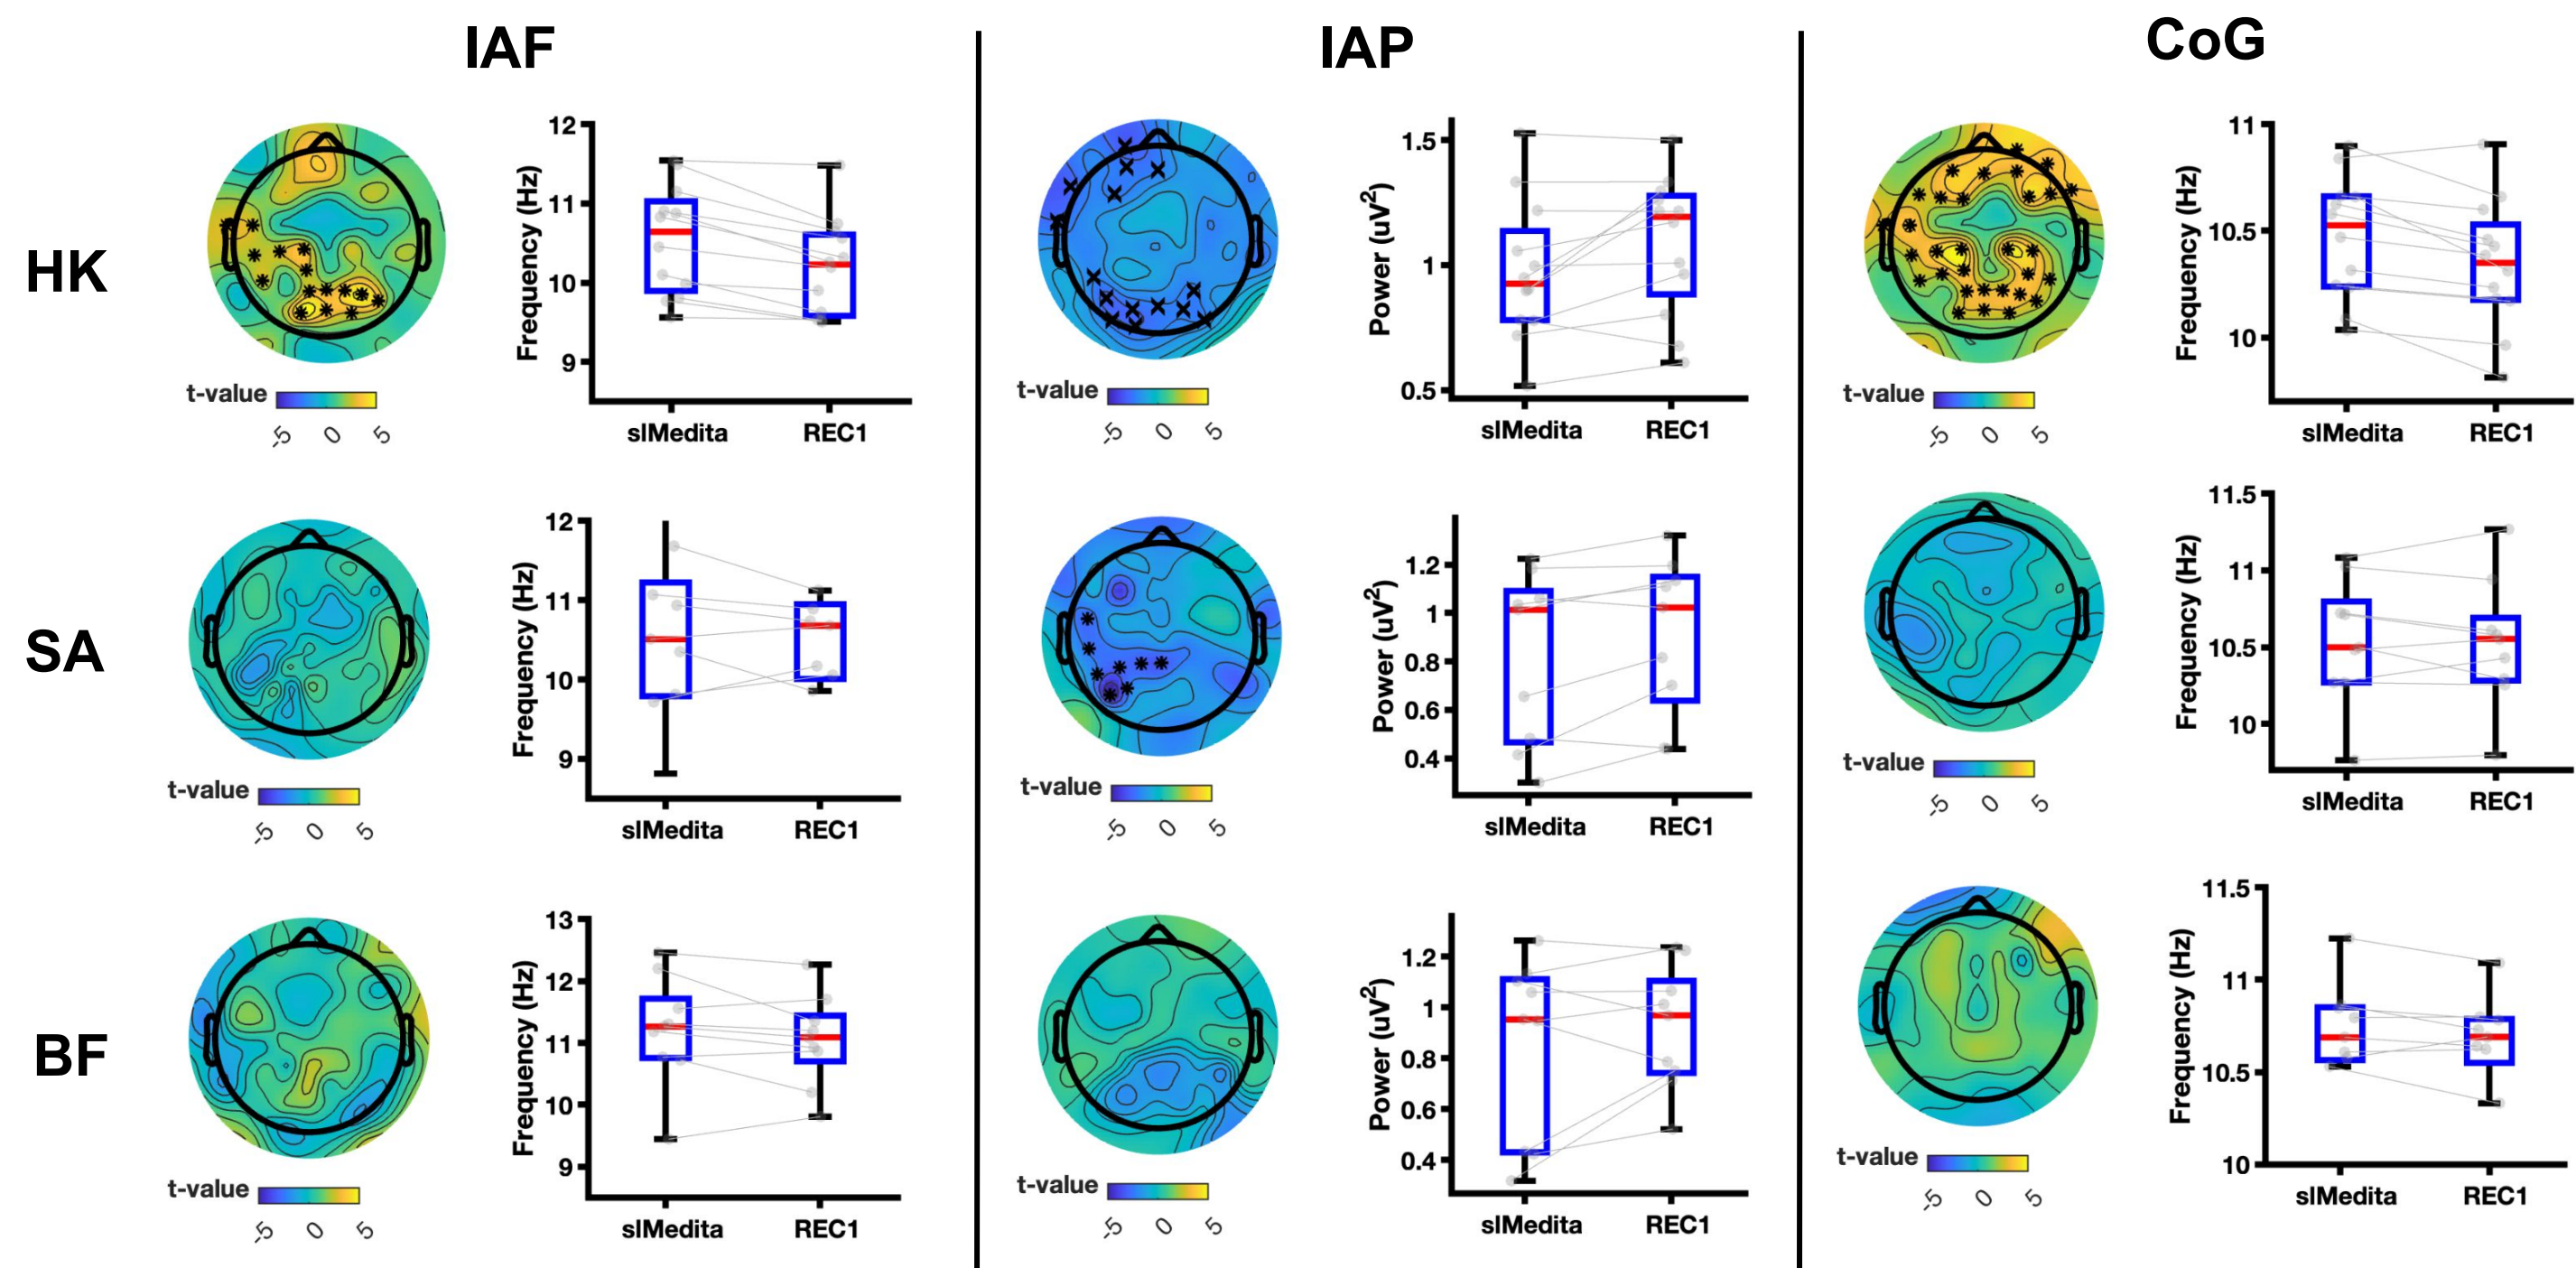 IAF IAP CoG
HK
t-value
-5 0 5
Frequency (Hz)
12
11
10
9
slMedita REC1
t-value
-5 0 5
Power (uV²)
1.5
1
0.5
slMedita REC1
t-value
-5 0 5
Frequency (Hz)
11
10.5
10
slMedita REC1
SA
t-value
-5 0 5
Frequency (Hz)
12
11
10
9
slMedita REC1
t-value
-5 0 5
Power (uV²)
1.2
1
0.8
0.6
0.4
slMedita REC1
t-value
-5 0 5
Frequency (Hz)
11.5
11
10.5
10
slMedita REC1
BF
t-value
-5 0 5
Frequency (Hz)
13
12
11
10
9
slMedita REC1
t-value
-5 0 5
Power (uV²)
1.2
1
0.8
0.6
0.4
slMedita REC1
t-value
-5 0 5
Frequency (Hz)
11.5
11
10.5
10
slMedita REC1